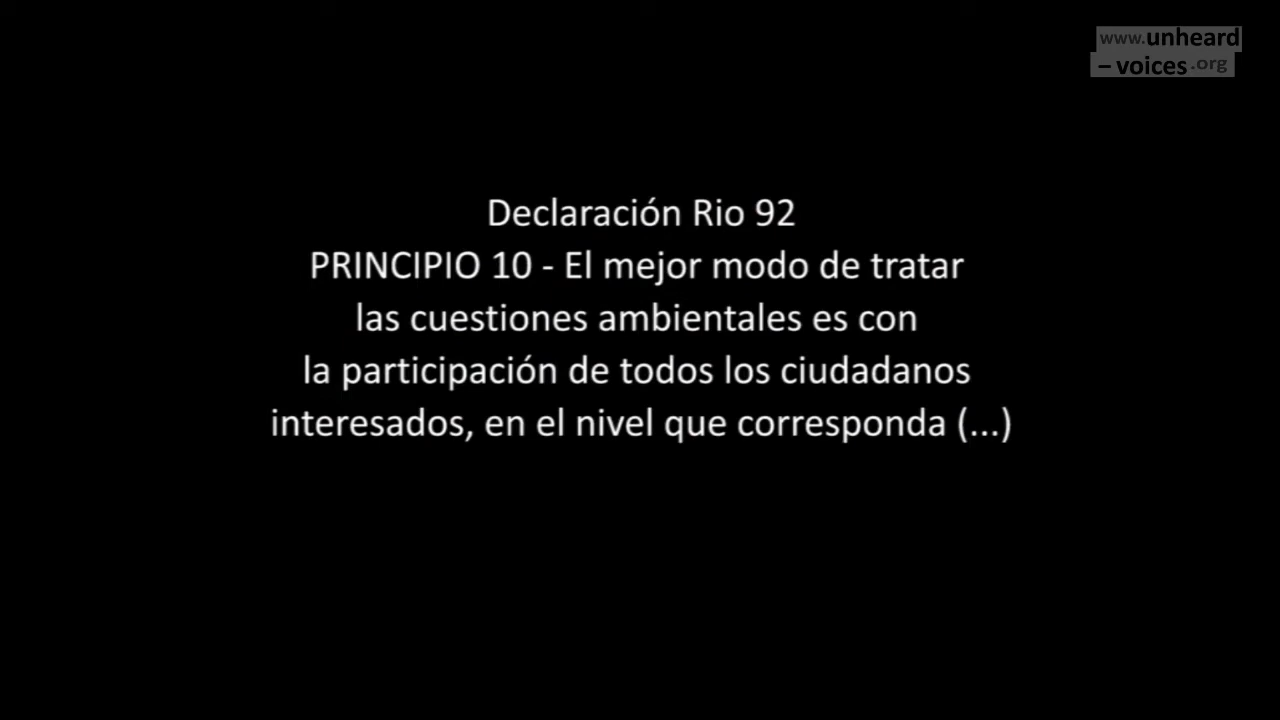 www.unheard
– voices.org
Declaración Rio 92
PRINCIPIO 10 - El mejor modo de tratar
las cuestiones ambientales es con
la participación de todos los ciudadanos
interesados, en el nivel que corresponda (...)